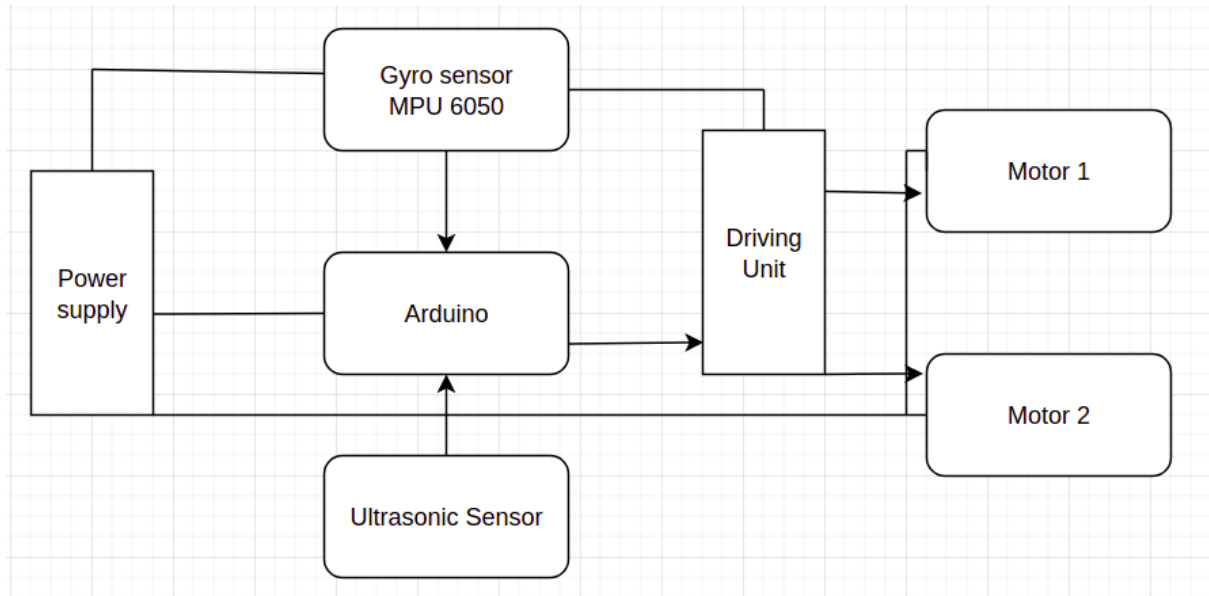 Gyro sensor
MPU 6050
Motor 1
Driving
Unit
Power
supply
Arduino
Motor 2
Ultrasonic Sensor